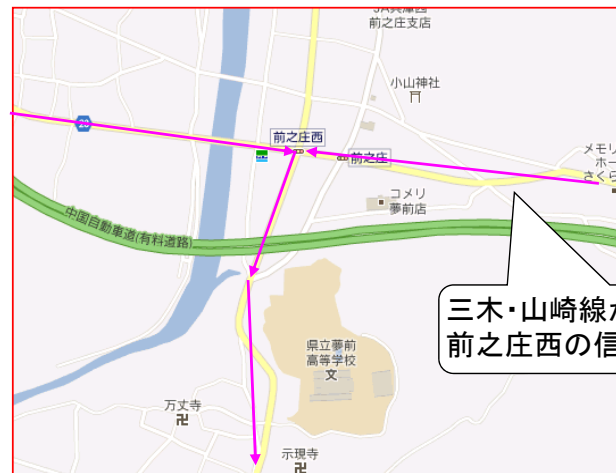 JA兵庫西
前之庄支店
小山神社
前之庄西
前之庄
メモリ
ホー
さくら
コメリ
夢前店
中国自動車道(有料道路)
三木・山崎線が
前之庄西の信
県立夢前
高等学校
文
万丈寺
示現寺